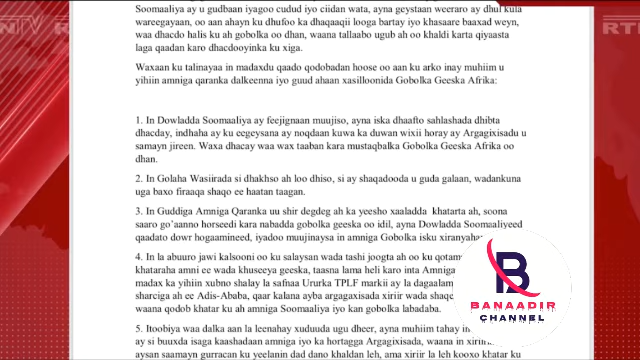 Soomaaliya ay u gudbaan iyagoo cudud iyo ciidan wata, ayna geystaan weeraro ay dhul kula
wareegayaan, oo aan ahayn ku dhufoo ka dhaqaaqii looga bartay iyo khasaare baaxad weyn,
waa dhacdo halis ku ah gobolka oo dhan, waana tallaabo ugub ah oo khaldi karta qiyaasta
laga qaadan karo dhacdooyinka ku xiga.
Waxaan ku talinayaa in madaxdu qaado qodobadan hoose oo aan ku arko inay muhiim u
yihiin amniga qaranka dalkeenna iyo guud ahaan xasilloonida Gobolka Geeska Afrika:
1. In Dowladda Soomaaliya ay feejignaan muujiso, ayna iska dhaafto sahlashada dhibta
dhacday, indhaha ay ku eegeysana ay noqdaan kuwa ka duwan wixii horay ay Argagixisadu u
samayn jireen. Waxa dhacay waa wax taaban kara mustaqbalka Gobolka Geeska Afrika oo
dhan.
2. In Golaha Wasiirada si dhakhso ah loo dhiso, si ay shaqadooda u guda galaan, wadankuna
uga baxo firaaqa shaqo ee haatan taagan.
3. In Guddiga Amniga Qaranka uu shir degdeg ah ka yeesho xaaladda khatarta ah, soona
saaro go'aanno horseedi kara nabadda gobolka geeska oo idil, ayna Dowladda Soomaaliyeed
qaadato dowr hogaamineed, iyadoo muujinaysa in amniga Gobolka isku xiranyahay
4. In la abuuro jawi kalsooni oo ku salaysan wada tashi joogta ah oo ku
khataraha amni ee wada khuseeya geeska, taasna lama heli karo inta Amniga
madax ka yihiin xubno shalay la safnaa Ururka TPLF markii ay la
sharciga ah ee Adis-Ababa, qaar kalana ayba argagaxisada xiriir wada
waana qodob khatar ku ah amniga Soomaaliya iyo kan gobolka labadaba.
5. Itoobiya waa dalka aan la leenahay xuduuda ugu dheer, ayna muhiim tahay
ay si buuxda isaga kaashadaan amniga iyo ka hortagga Argagixisada, waana in
aysan saamayn gurracan ku yeelanin dad dano khaldan leh, ama xiriir la leh kooxo khatar ku
BANAADIR
CHANNEL